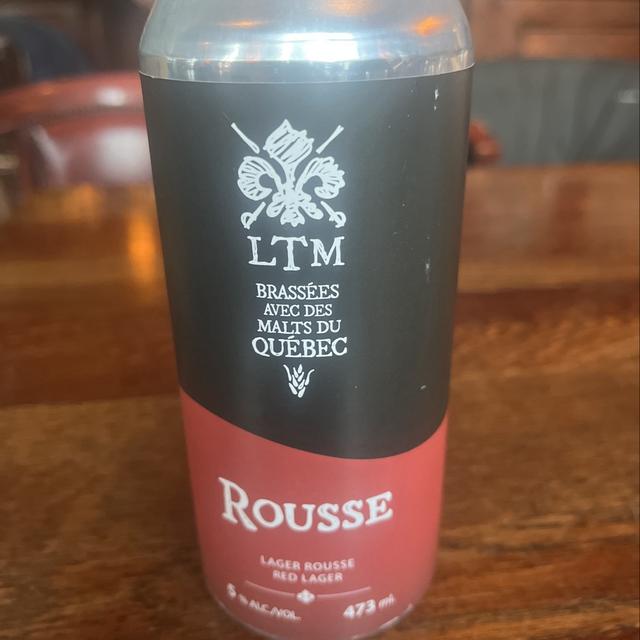 LTM
BRASSÉES
AVEC DES
MALTS DU
QUÉBEC
ROUSSE
LAGER ROUSSE
RED LAGER
5 % ALC./VOL. 473 mL